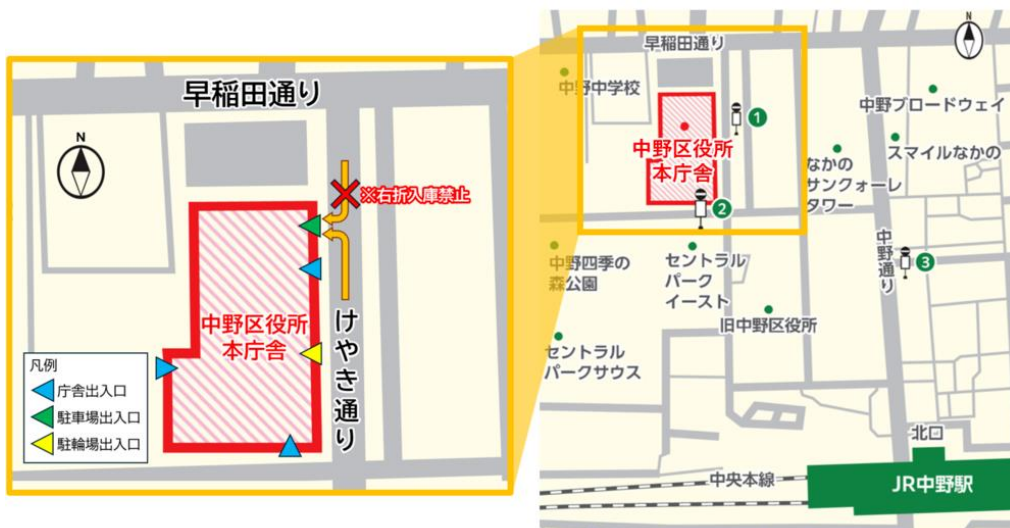 早稲田通り
N
※右折入庫禁止
中野区役所
本庁舎
けやき通り
凡例
庁舎出入口
駐車場出入口
駐輪場出入口
早稲田通り
N
中野中学校
1
中野ブロードウェイ
中野区役所
本庁舎
スマイルなかの
なかの
サンクォーレ
タワー
2
中野通り
3
中野四季の
森公園
セントラル
パーク
イースト
旧中野区役所
セントラル
パークサウス
北口
中央本線
JR中野駅